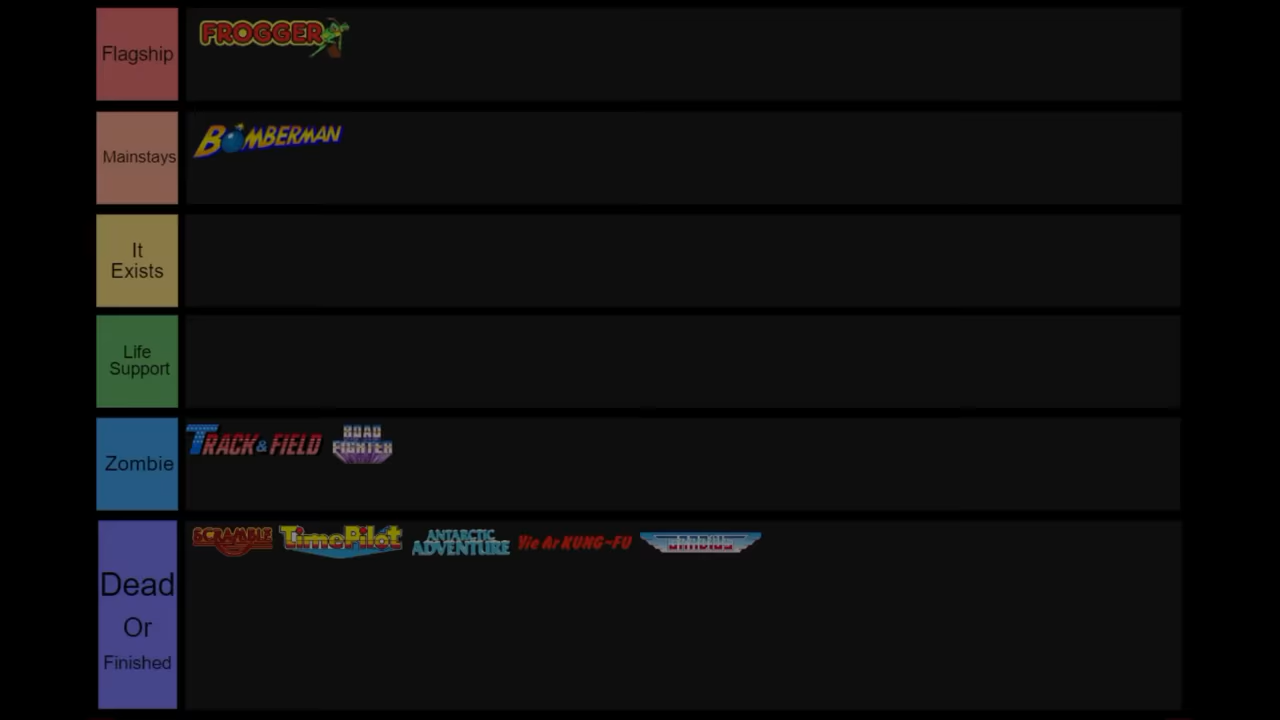 Flagship
FROGGER
Mainstays
BOMBERMAN
It
Exists
Life
Support
Zombie
TRACK & FIELD
ROAD
FIGHTER
Dead
Or
Finished
SCRAMBLE
TimePilot
ANTARCTIC
ADVENTURE
Yie Ar KUNG-FU
GRADIUS